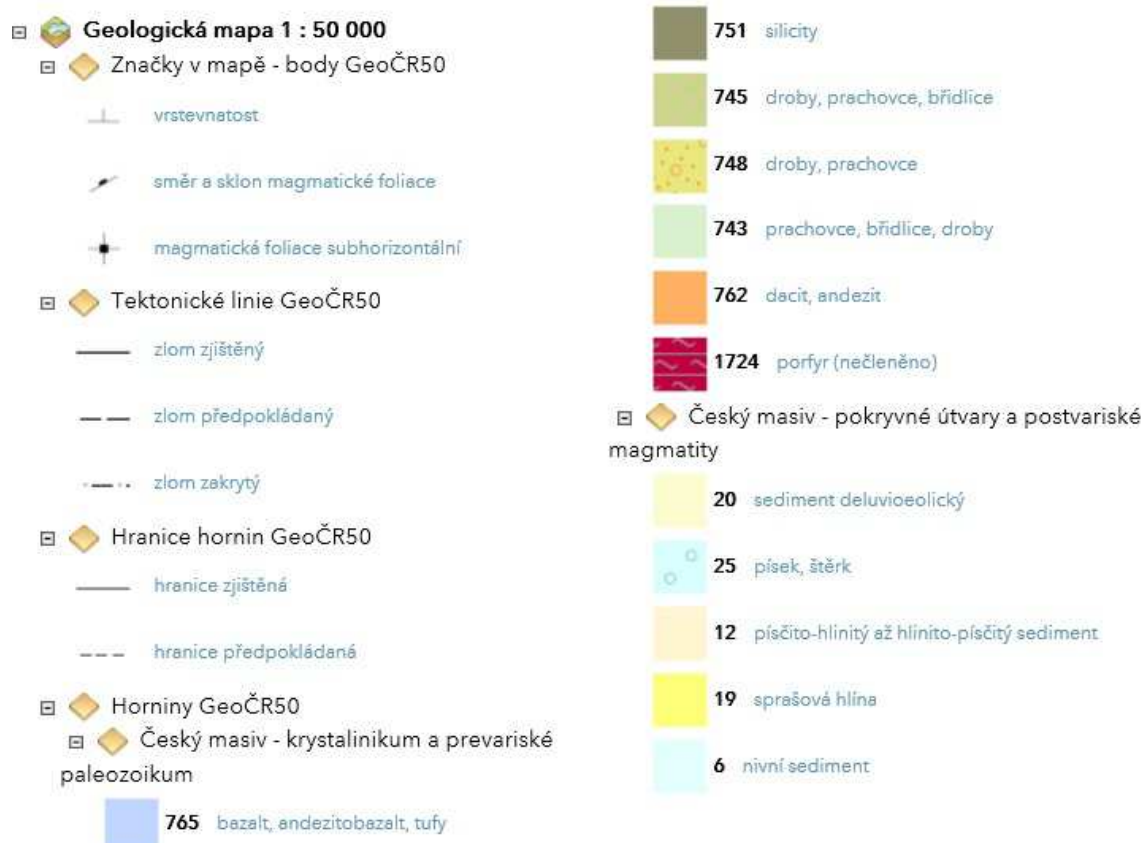 Geologická mapa 1 : 50 000
Značky v mapě - body GeoČR50
vrstevnatost
směr a sklon magmatické foliace
magmatická foliace subhorizontální
Tektonické linie GeoČR50
zlom zjištěný
zlom předpokládaný
zlom zakrytý
Hranice hornin GeoČR50
hranice zjištěná
hranice předpokládaná
Horniny GeoČR50
Český masiv - krystalinikum a prevariské
paleozoikum
765 bazalt, andezitobazalt, tufy
751 silicity
745 droby, prachovce, břidlice
748 droby, prachovce
743 prachovce, břidlice, droby
762 dacit, andezit
1724 porfyr (nečleněno)
Český masiv - pokryvné útvary a postvariské
magmatity
20 sediment deluvioeolický
25 písek, štěrk
12 písčito-hlinitý až hlinito-písčitý sediment
19 sprašová hlína
6 nivní sediment